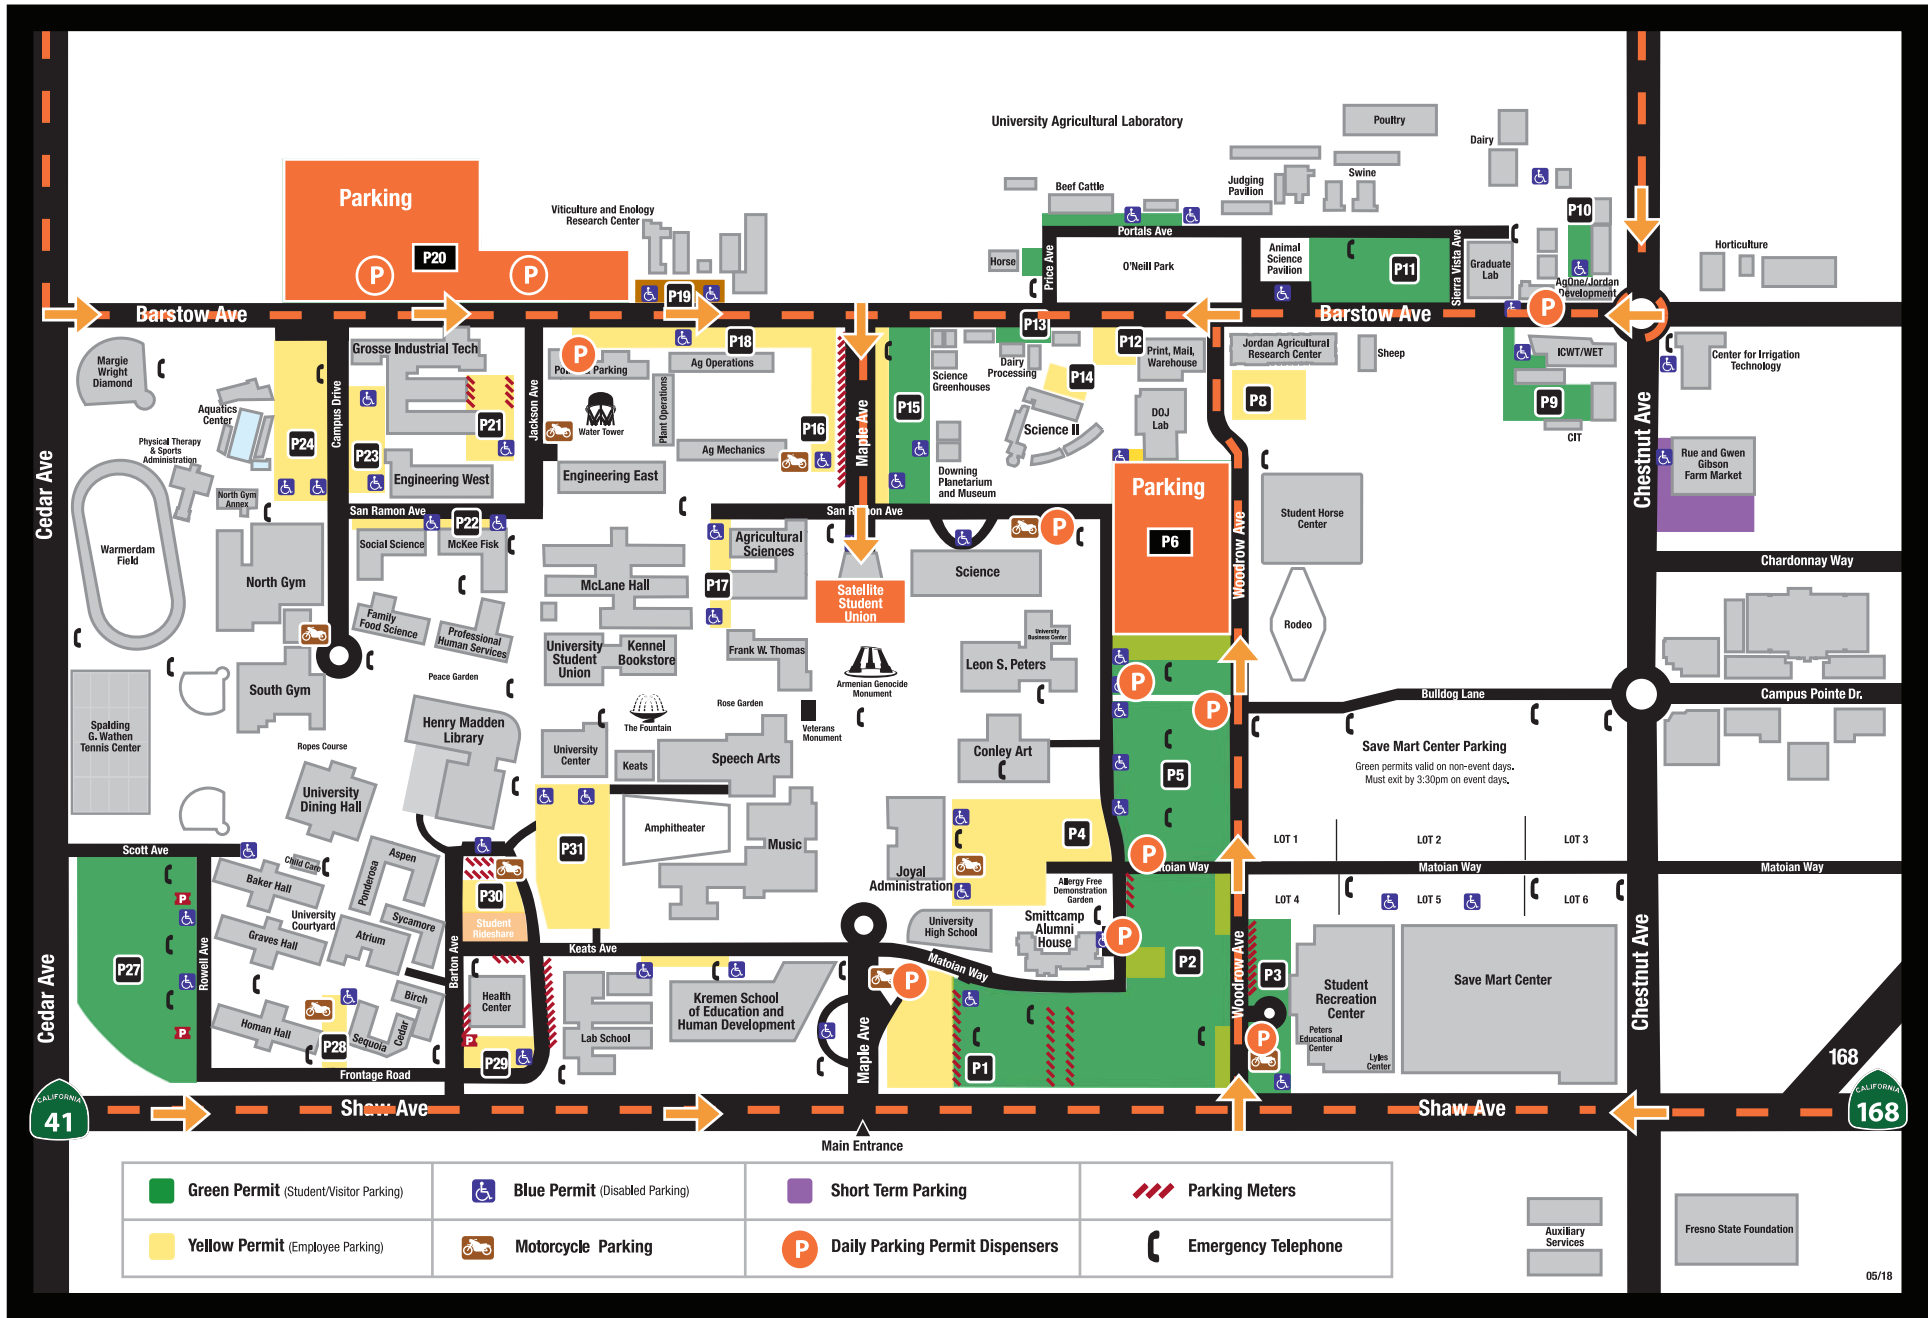 University Agricultural Laboratory
Poultry
Dairy
Swine
Judging
Pavilion
Beef Cattle
Parking
P20
P
P
Viticulture and Enology
Research Center
P19
Portals Ave
Horse
Price Ave
O'Neill Park
Animal
Science
Pavilion
P11
Sierra Vista Ave
Graduate
Lab
P10
AgOne/Jordan
Development
P
Horticulture
Barstow Ave
Barstow Ave
Margie
Wright
Diamond
Grosse Industrial Tech
Campus Drive
Jackson Ave
P
P18
Ag Operations
Plant Operations
Water Tower
Ag Mechanics
P16
Maple Ave
P15
Science
Greenhouses
Dairy
Processing
P13
P12
P14
Print, Mail,
Warehouse
Science II
DOJ
Lab
Downing
Planetarium
and Museum
Jordan Agricultural
Research Center
P8
Sheep
ICWT/WET
P9
CIT
Center for Irrigation
Technology
Rue and Gwen
Gibson
Farm Market
Chestnut Ave
Chardonnay Way
Cedar Ave
Aquatics
Center
Physical Therapy
& Sports
Administration
P24
P23
P21
Engineering West
Engineering East
North Gym
Annex
Warmerdam
Field
San Ramon Ave
P22
Social Science
McKee Fisk
North Gym
Family
Food Science
Professional
Human Services
McLane Hall
San Ramon Ave
Agricultural
Sciences
P17
Satellite
Student
Union
Science
P
Parking
P6
Woodrow Ave
Student Horse
Center
Rodeo
University
Student
Union
Kennel
Bookstore
Frank W. Thomas
Armenian Genocide
Monument
University
Business Center
Leon S. Peters
South Gym
Peace Garden
Henry Madden
Library
Rose Garden
The Fountain
Veterans
Monument
P
P
Bulldog Lane
Campus Pointe Dr.
Spalding
G. Wathen
Tennis Center
Ropes Course
University
Dining Hall
University
Center
Keats
Speech Arts
Conley Art
P5
Save Mart Center Parking
Green permits valid on non-event days.
Must exit by 3:30pm on event days.
Amphitheater
Music
Joyal
Administration
P4
P31
P
LOT 1
LOT 2
LOT 3
Scott Ave
Child Care
Aspen
Ponderosa
Baker Hall
Matoian Way
Matoian Way
LOT 4
LOT 5
LOT 6
P
P30
Student
Rideshare
University
Courtyard
Sycamore
Graves Hall
Atrium
Allergy Free
Demonstration
Garden
Smittcamp
Alumni
House
University
High School
P
Keats Ave
Matoian Way
Cedar Ave
P27
Rowell Ave
Barton Ave
Birch
Health
Center
Kremen School
of Education and
Human Development
P
P2
Woodrow Ave
P3
Student
Recreation
Center
Save Mart Center
Chestnut Ave
P
Homan Hall
P28
Sequoia
Cedar
P
P29
Lab School
Maple Ave
P1
P
Peters
Educational
Center
Lyles
Center
168
Frontage Road
CALIFORNIA
41
Shaw Ave
Shaw Ave
CALIFORNIA
168
Main Entrance
Green Permit (Student/Visitor Parking)
Blue Permit (Disabled Parking)
Short Term Parking
Parking Meters
Yellow Permit (Employee Parking)
Motorcycle Parking
P
Daily Parking Permit Dispensers
Emergency Telephone
Auxiliary
Services
Fresno State Foundation
05/18